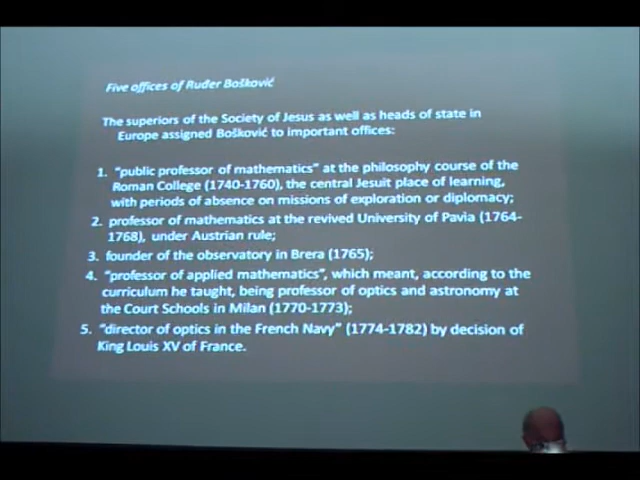 Five offices of Ruđer Bošković
The superiors of the Society of Jesus as well as heads of state in
Europe assigned Bošković to important offices:
1. "public professor of mathematics" at the philosophy course of the
Roman College (1740-1760), the central Jesuit place of learning,
with periods of absence on missions of exploration or diplomacy;
2. professor of mathematics at the revived University of Pavia (1764-
1768), under Austrian rule;
3. founder of the observatory in Brera (1765);
4. "professor of applied mathematics", which meant, according to the
curriculum he taught, being professor of optics and astronomy at
the Court Schools in Milan (1770-1773);
5. "director of optics in the French Navy" (1774-1782) by decision of
King Louis XV of France.